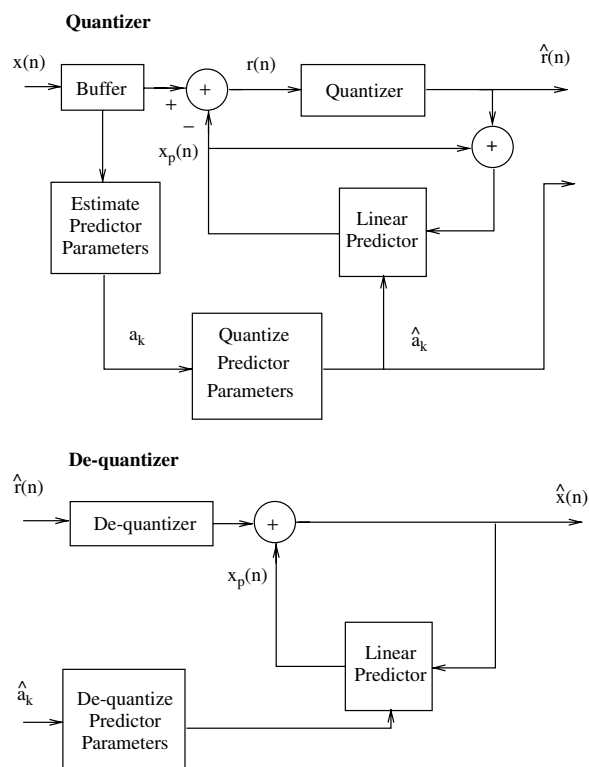 Quantizer
x(n)
Buffer
+
+
−
r(n)
Quantizer
r̂(n)
+
x_p(n)
Estimate
Predictor
Parameters
Linear
Predictor
a_k
Quantize
Predictor
Parameters
â_k
De-quantizer
r̂(n)
De-quantizer
+
x̂(n)
x_p(n)
Linear
Predictor
â_k
De-quantize
Predictor
Parameters